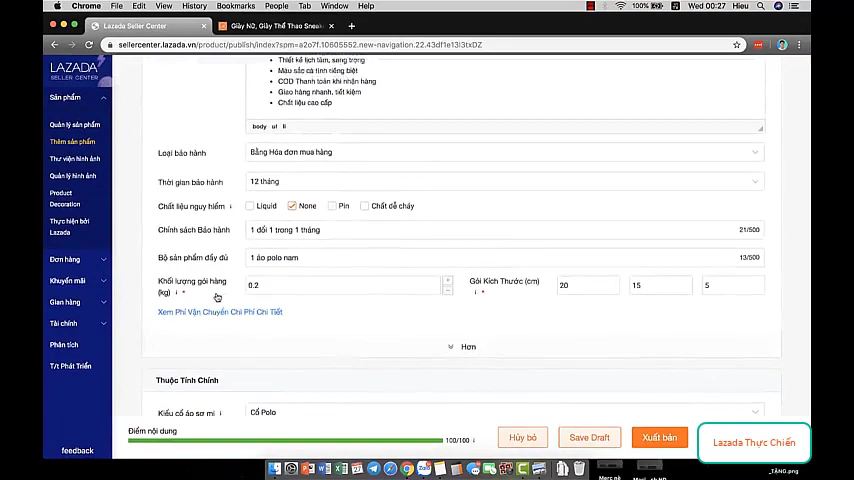 Chrome File Edit View History Bookmarks People Tab Window Help 100% Wed 00:27 Hieu
Lazada Seller Center
Giày Nữ, Giày Thể Thao Sneak
sellercenter.lazada.vn/product/publish/index?spm=a2o7f.10605552.new-navigation.22.43df1e13l3txDZ
LAZADA
SELLER CENTER
Sản phẩm
Quản lý sản phẩm
Thêm sản phẩm
Thư viện hình ảnh
Quản lý hình ảnh
Product
Decoration
Thực hiện bởi
Lazada
Đơn hàng
Khuyến mãi
Gian hàng
Tài chính
Phân tích
T/t Phát Triển
feedback
Thiết kế lịch lãm, sang trọng
Màu sắc cá tính riêng biệt
COD Thanh toán khi nhận hàng
Giao hàng nhanh, tiết kiệm
Chất liệu cao cấp
body ul li
Loại bảo hành
Bằng Hóa đơn mua hàng
Thời gian bảo hành
12 tháng
Chất liệu nguy hiểm
Liquid None Pin Chất dễ cháy
Chính sách Bảo hành
1 đổi 1 trong 1 tháng 21/500
Bộ sản phẩm đầy đủ
1 áo polo nam 13/500
Khối lượng gói hàng
(kg) *
0.2
Gói Kích Thước (cm)
*
20 15 5
Xem Phí Vận Chuyển Chi Phí Chi Tiết
Hơn
Thuộc Tính Chính
Kiểu cổ áo sơ mi
Cổ Polo
Điểm nội dung
100/100
Hủy bỏ Save Draft Xuất bản
Lazada Thực Chiến
_TẶNG.png